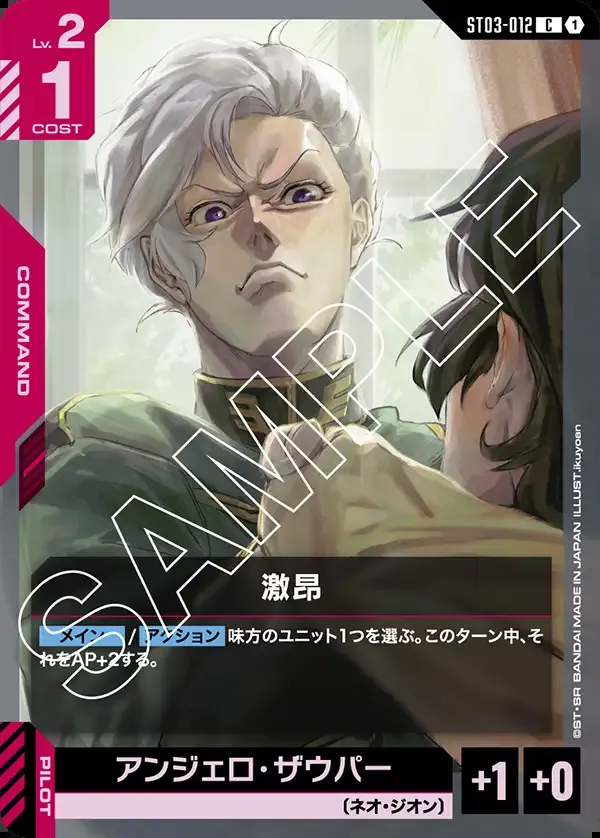 Lv. 2
ST03-012 C 1
1
COST
COMMAND
SAMPLE
激昂
メイン / アクション 味方のユニット1つを選ぶ。このターン中、そ
れをAP+2する。
©ST・SR BANDAI MADE IN JAPAN ILLUST.ikuyoan
PILOT
アンジェロ・ザウパー
〔ネオ・ジオン〕
+1 +0